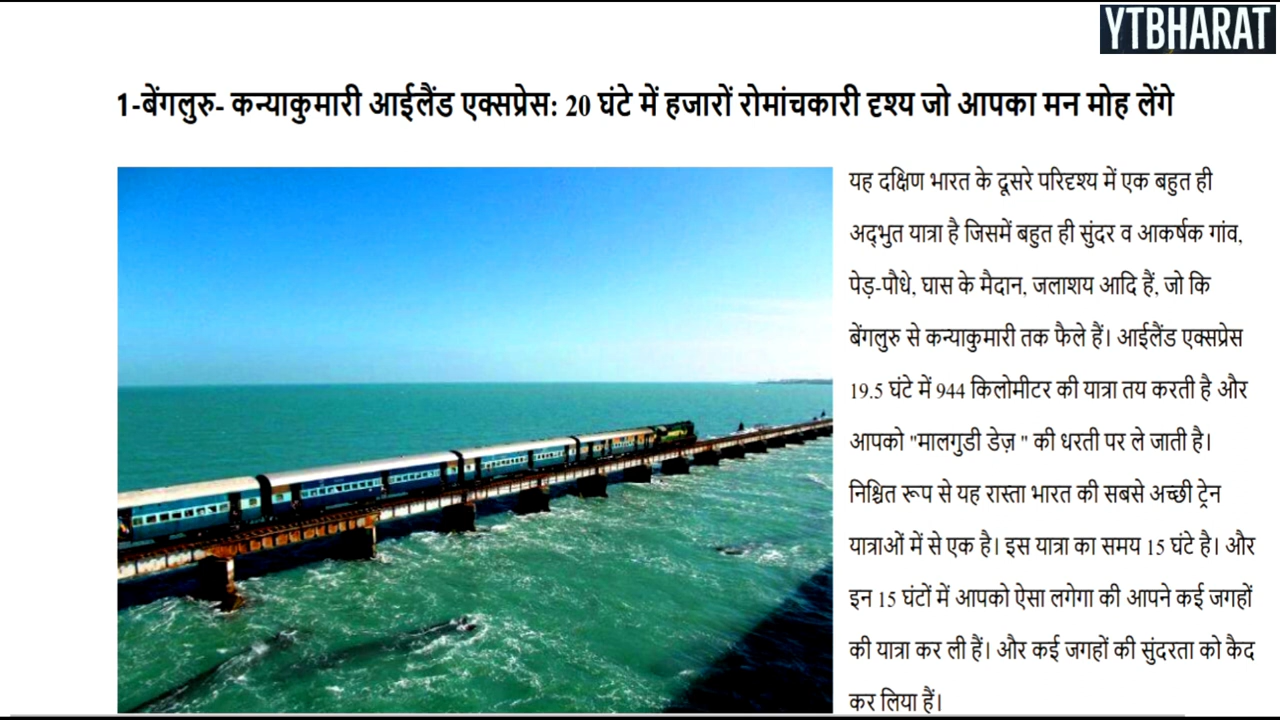 YTBHARAT
1-बेंगलुरु- कन्याकुमारी आईलैंड एक्सप्रेस: 20 घंटे में हजारों रोमांचकारी दृश्य जो आपका मन मोह लेंगे
यह दक्षिण भारत के दूसरे परिदृश्य में एक बहुत ही
अद्भुत यात्रा है जिसमें बहुत ही सुंदर व आकर्षक गांव,
पेड़-पौधे, घास के मैदान, जलाशय आदि हैं, जो कि
बेंगलुरु से कन्याकुमारी तक फैले हैं। आईलैंड एक्सप्रेस
19.5 घंटे में 944 किलोमीटर की यात्रा तय करती है और
आपको "मालगुडी डेज़ " की धरती पर ले जाती है।
निश्चित रूप से यह रास्ता भारत की सबसे अच्छी ट्रेन
यात्राओं में से एक है। इस यात्रा का समय 15 घंटे है। और
इन 15 घंटों में आपको ऐसा लगेगा की आपने कई जगहों
की यात्रा कर ली हैं। और कई जगहों की सुंदरता को कैद
कर लिया हैं।